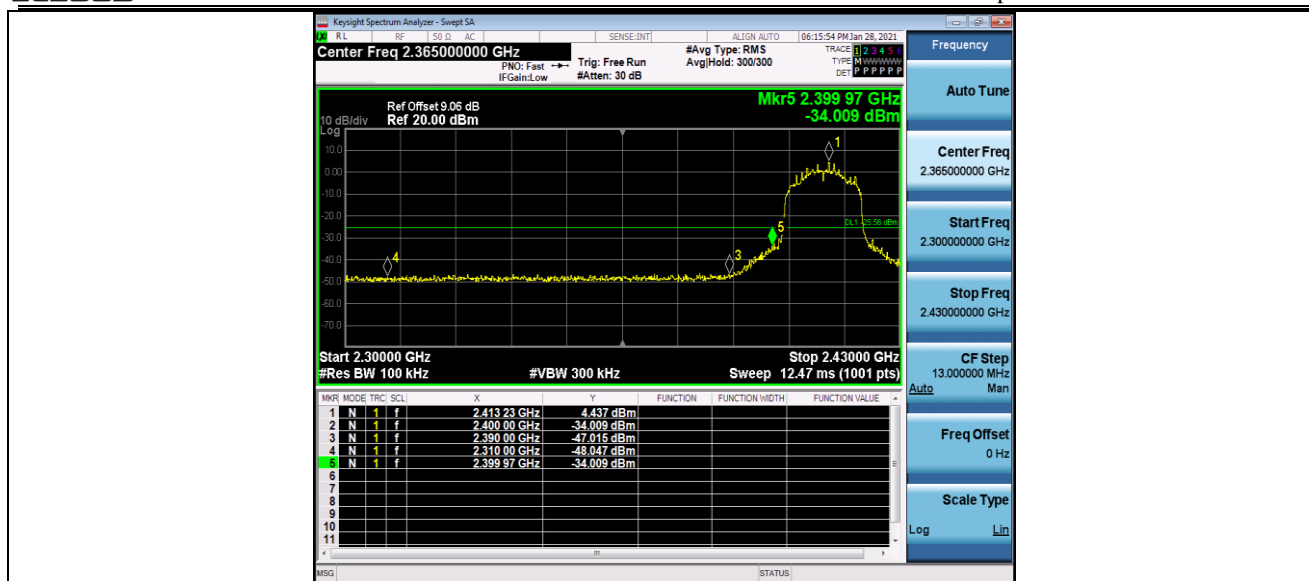 Keysight Spectrum Analyzer - Swept SA
RL RF 50 Ω AC SENSE:INT ALIGN AUTO 06:15:54 PM Jan 28, 2021
Center Freq 2.365000000 GHz
PNO: Fast
IFGain:Low
Trig: Free Run
#Atten: 30 dB
#Avg Type: RMS
Avg|Hold: 300/300
TRACE 1 2 3 4 5 6
TYPE M WWWWW
DET P P P P P P
Mkr5 2.399 97 GHz
-34.009 dBm
Ref Offset 9.06 dB
10 dB/div Ref 20.00 dBm
Log
10.0
0.00
-10.0
-20.0
-30.0
-40.0
-50.0
-60.0
-70.0
1
DL1 -25.56 dBm
5
3
4
Start 2.30000 GHz Stop 2.43000 GHz
#Res BW 100 kHz #VBW 300 kHz Sweep 12.47 ms (1001 pts)
MKR MODE TRC SCL X Y FUNCTION FUNCTION WIDTH FUNCTION VALUE
1 N 1 f 2.413 23 GHz 4.437 dBm
2 N 1 f 2.400 00 GHz -34.009 dBm
3 N 1 f 2.390 00 GHz -47.015 dBm
4 N 1 f 2.310 00 GHz -48.047 dBm
5 N 1 f 2.399 97 GHz -34.009 dBm
6
7
8
9
10
11
MSG STATUS
Frequency
Auto Tune
Center Freq
2.365000000 GHz
Start Freq
2.300000000 GHz
Stop Freq
2.430000000 GHz
CF Step
13.000000 MHz
Auto Man
Freq Offset
0 Hz
Scale Type
Log Lin